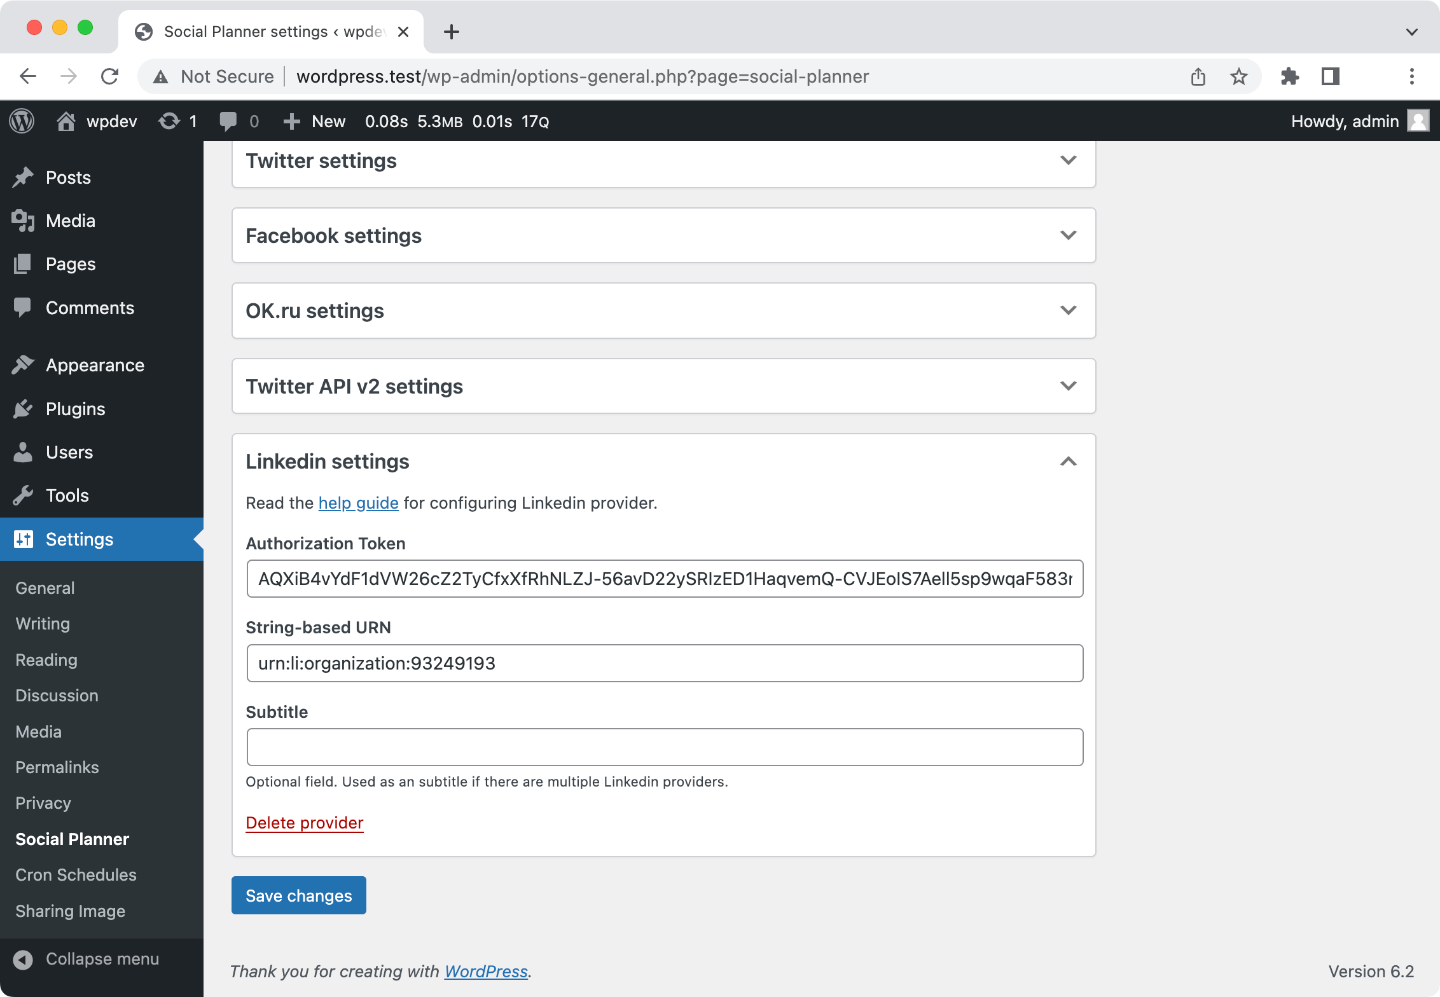 Social Planner settings ‹ wpdev
Not Secure
wordpress.test/wp-admin/options-general.php?page=social-planner
wpdev
1
0
New
0.08s 5.3MB 0.01s 17Q
Howdy, admin
Posts
Media
Pages
Comments
Appearance
Plugins
Users
Tools
Settings
General
Writing
Reading
Discussion
Media
Permalinks
Privacy
Social Planner
Cron Schedules
Sharing Image
Collapse menu
Twitter settings
Facebook settings
OK.ru settings
Twitter API v2 settings
Linkedin settings
Read the help guide for configuring Linkedin provider.
Authorization Token
String-based URN
urn:li:organization:93249193
Subtitle
Optional field. Used as an subtitle if there are multiple Linkedin providers.
Delete provider
Save changes
Thank you for creating with WordPress.
Version 6.2